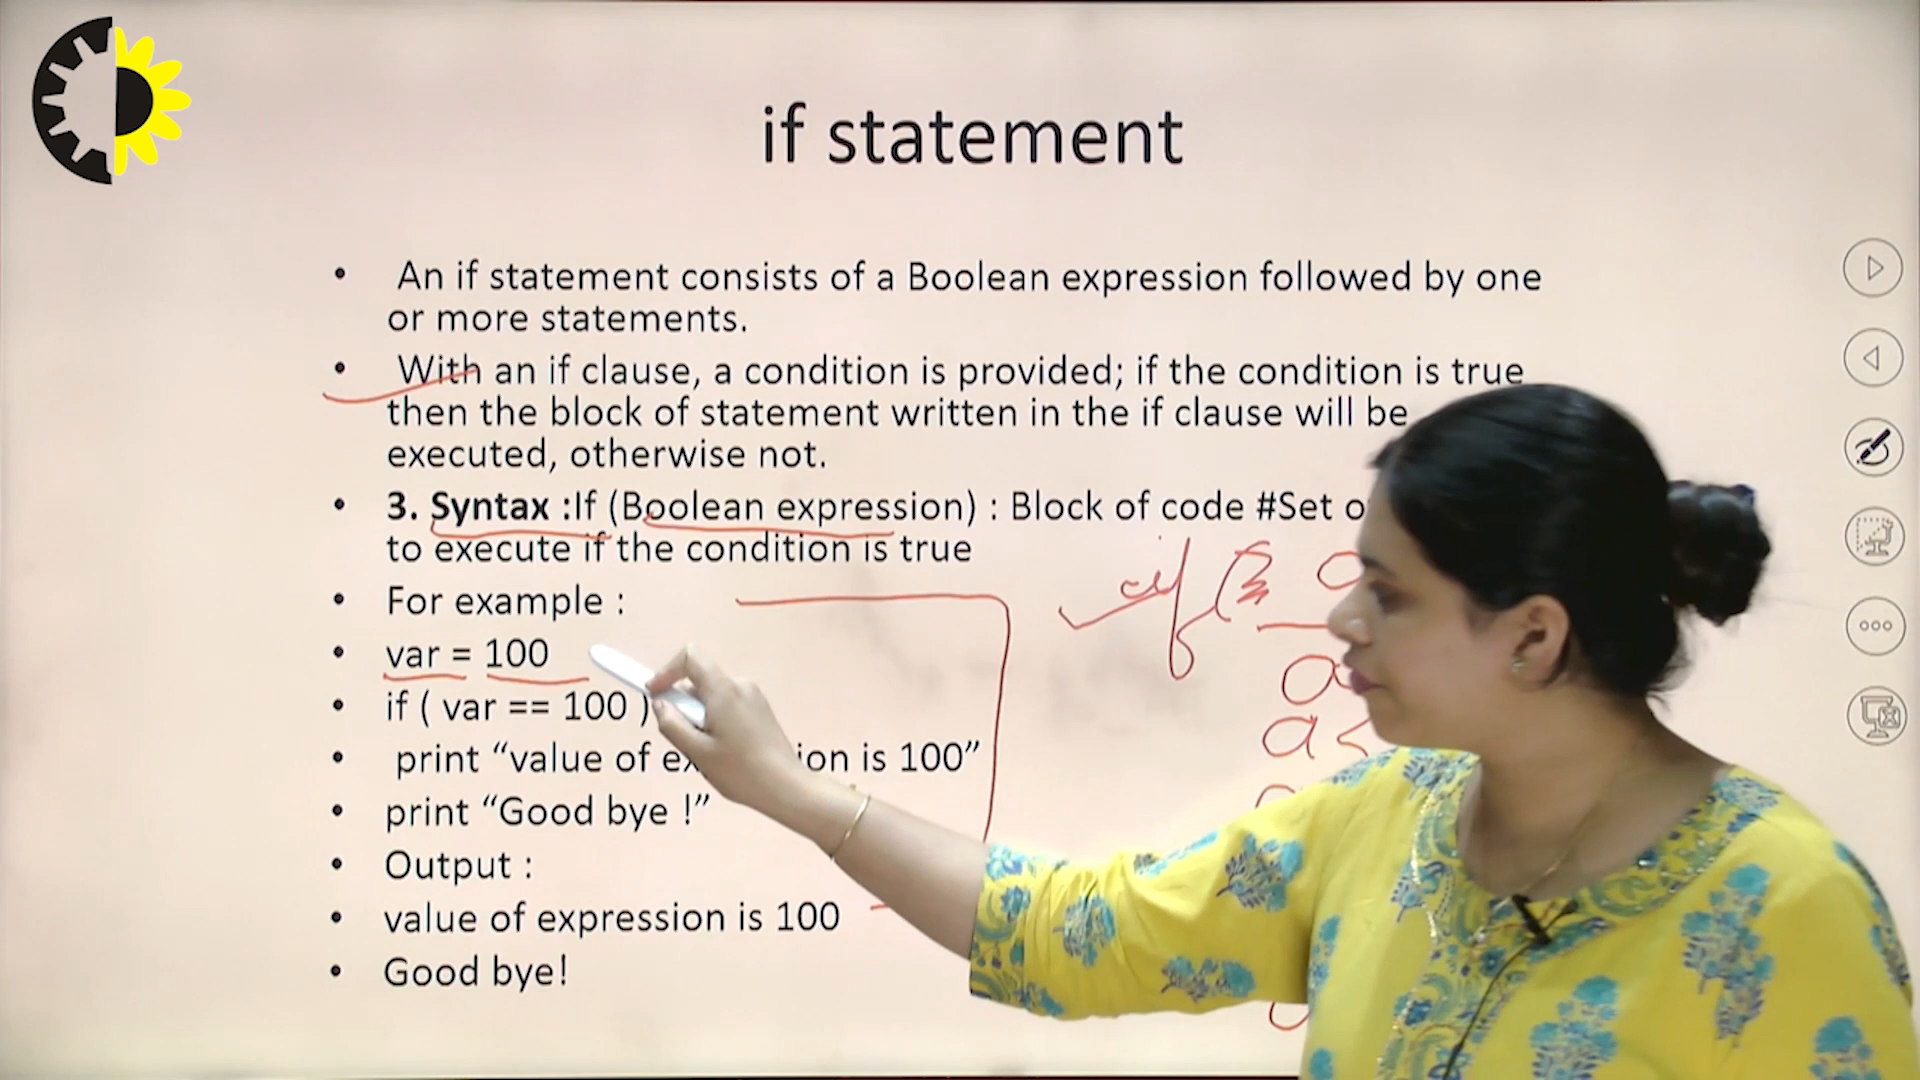 if statement
• An if statement consists of a Boolean expression followed by one
or more statements.
• With an if clause, a condition is provided; if the condition is true
then the block of statement written in the if clause will be
executed, otherwise not.
• 3. Syntax :If (Boolean expression) : Block of code #Set o
to execute if the condition is true
• For example :
• var = 100
• if ( var == 100 )
• print “value of ex ion is 100”
• print “Good bye !”
• Output :
• value of expression is 100
• Good bye!
if (
a
a
a <